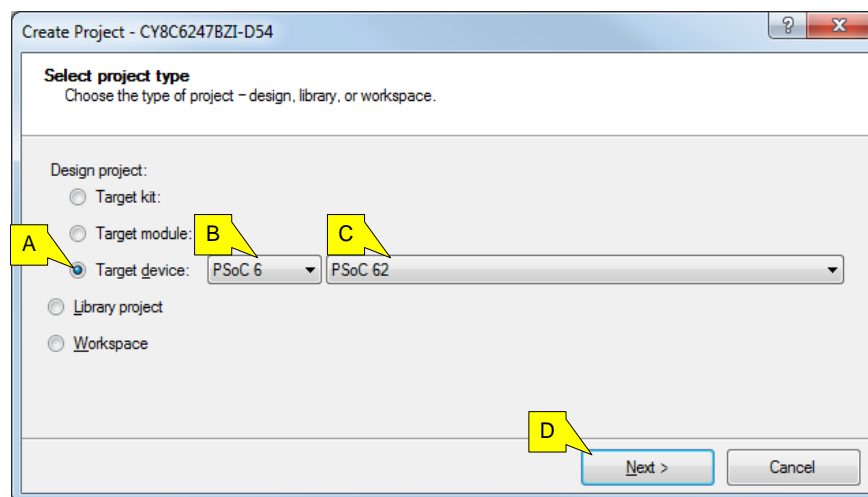 Create Project - CY8C6247BZI-D54
?
X
Select project type
Choose the type of project – design, library, or workspace.
Design project:
Target kit:
Target module:
B
C
A
Target device:
PSoC 6
PSoC 62
Library project
Workspace
D
Next >
Cancel